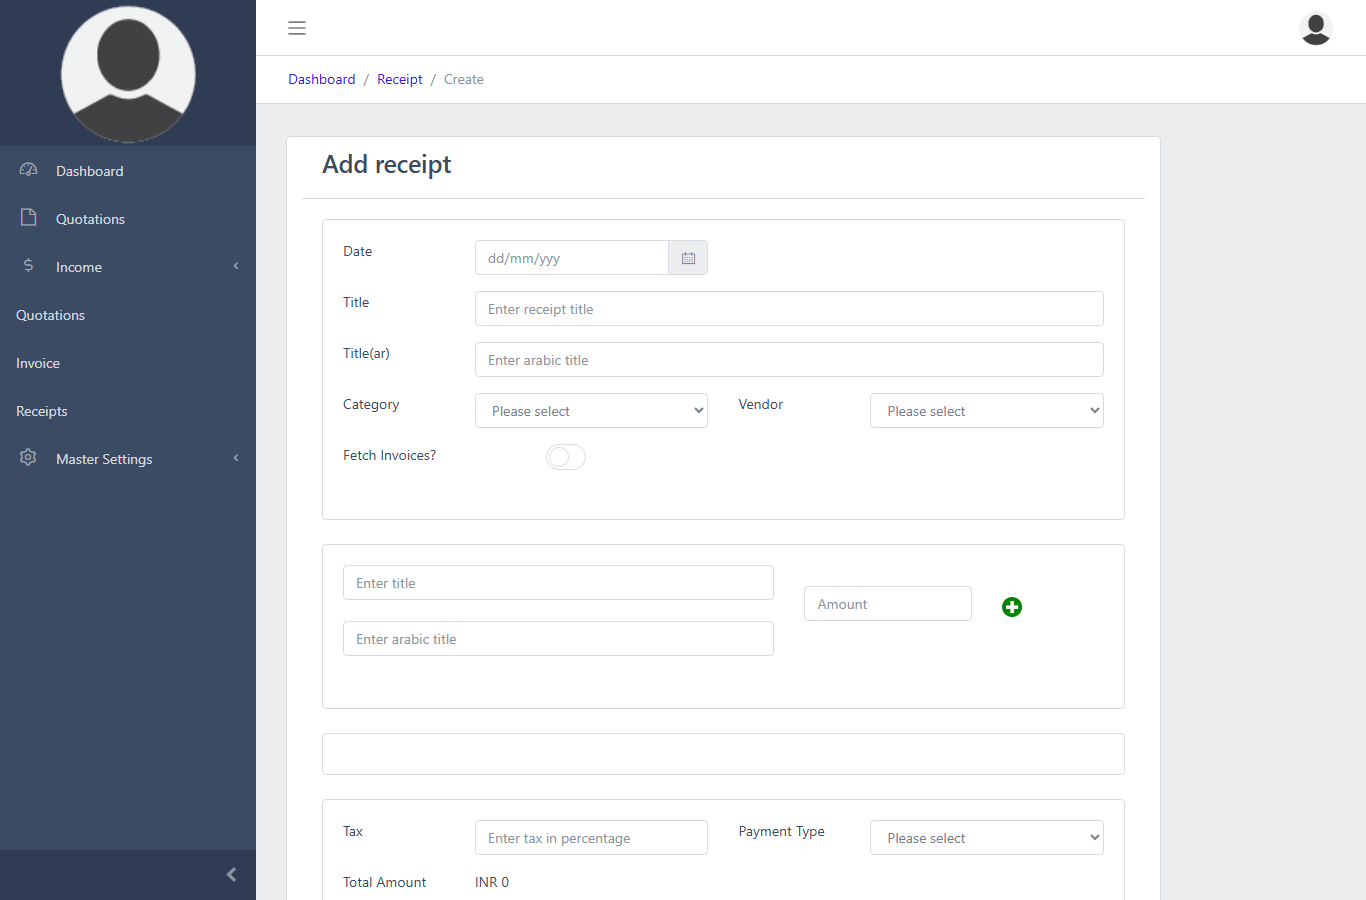 Dashboard
Quotations
Income
Quotations
Invoice
Receipts
Master Settings
Dashboard / Receipt / Create
Add receipt
Date dd/mm/yyy
Title Enter receipt title
Title(ar) Enter arabic title
Category Please select Vendor Please select
Fetch Invoices?
Enter title
Amount
Enter arabic title
Tax Enter tax in percentage Payment Type Please select
Total Amount INR 0